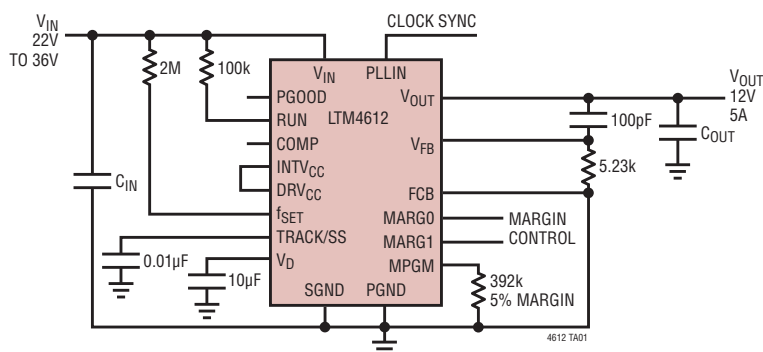 CLOCK SYNC
VIN
22V
TO 36V
2M
100k
VIN
PLLIN
PGOOD
RUN
COMP
INTVCC
DRVCC
fSET
TRACK/SS
VD
SGND
PGND
LTM4612
VOUT
VFB
FCB
MARG0
MARG1
MPGM
VOUT
12V
5A
100pF
COUT
5.23k
CIN
MARGIN
CONTROL
0.01µF
10µF
392k
5% MARGIN
4612 TA01